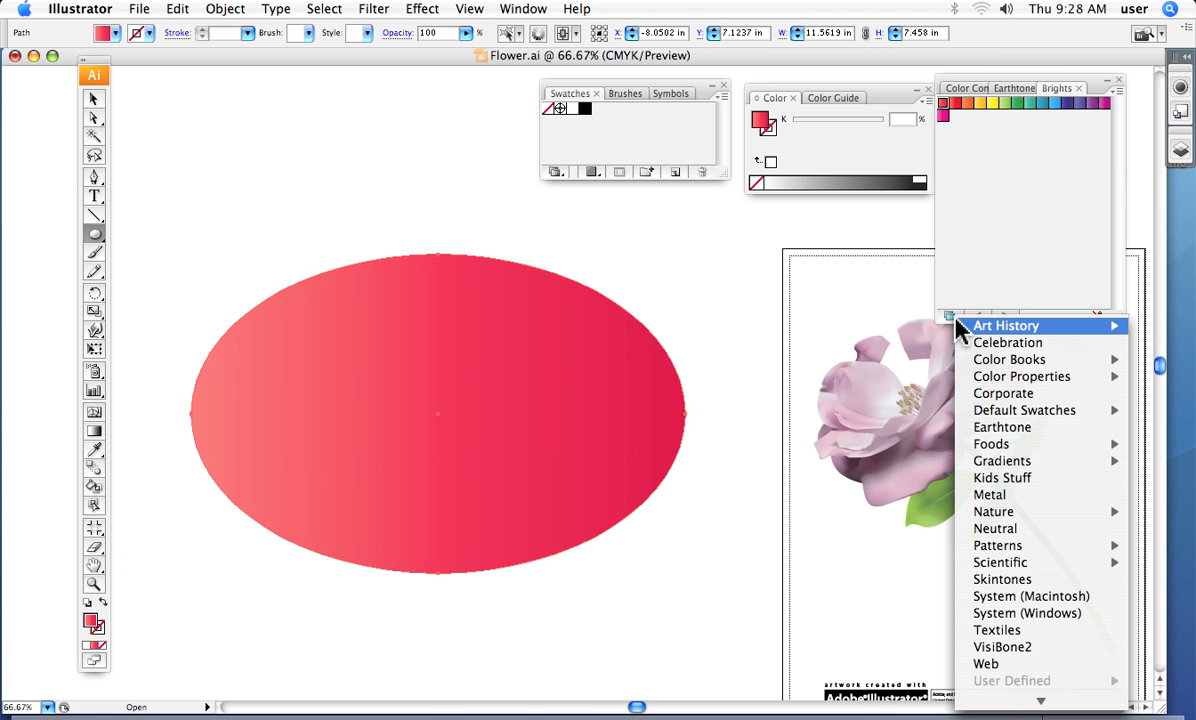 Illustrator File Edit Object Type Select Filter Effect View Window Help Thu 9:28 AM user
Path Stroke: Brush: Style: Opacity: 100 % X: -8.0502 in Y: 7.1237 in W: 11.5619 in H: 7.458 in
Flower.ai @ 66.67% (CMYK/Preview)
Ai
Swatches Brushes Symbols
Color Color Guide
K %
Color Con Earthtone Brights
T
Art History
Celebration
Color Books
Color Properties
Corporate
Default Swatches
Earthtone
Foods
Gradients
Kids Stuff
Metal
Nature
Neutral
Patterns
Scientific
Skintones
System (Macintosh)
System (Windows)
Textiles
VisiBone2
Web
User Defined
artwork created with
Adobe Illustrator
66.67% Open